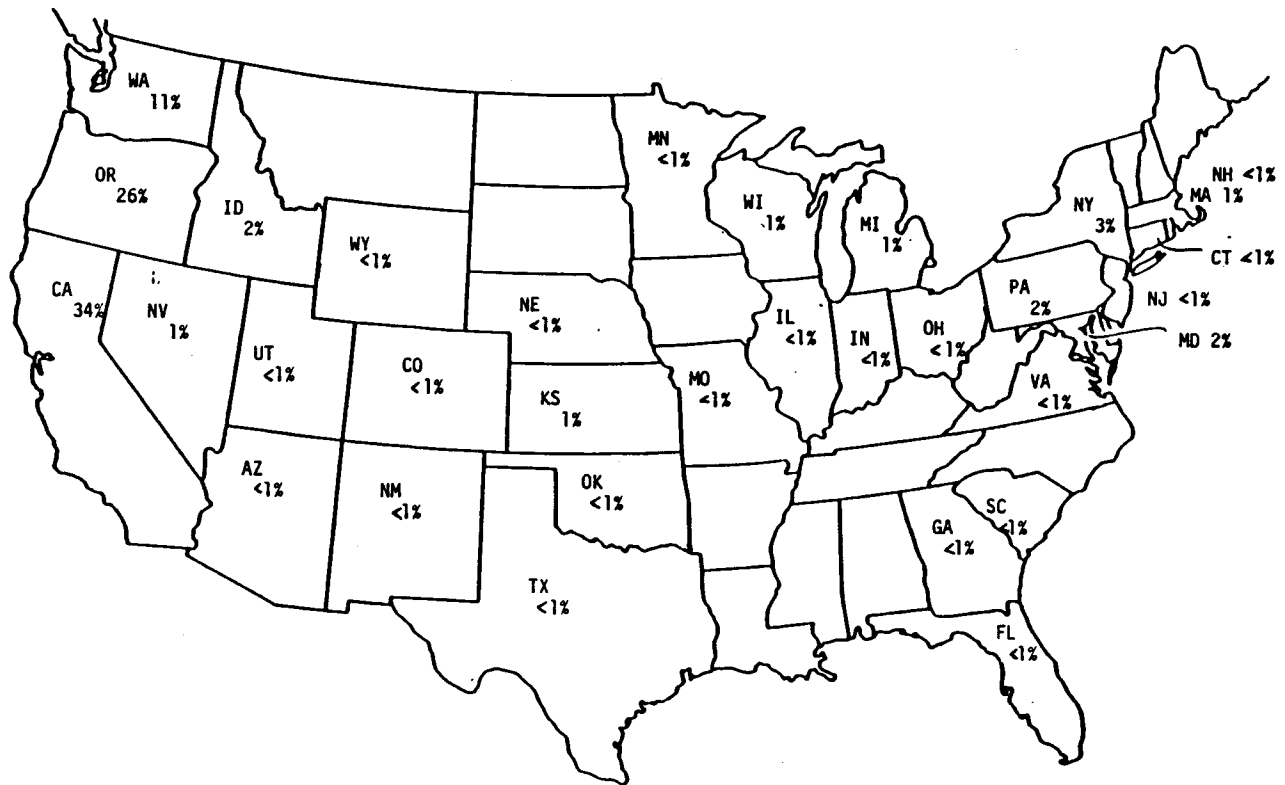 WA
11%
OR
26%
ID
2%
WY
<1%
CA
34%
NV
1%
UT
<1%
CO
<1%
AZ
<1%
NM
<1%
NE
<1%
KS
1%
OK
<1%
TX
<1%
MN
<1%
WI
1%
MI
1%
IL
<1%
IN
<1%
OH
<1%
MO
<1%
NY
3%
PA
2%
NH <1%
MA 1%
CT <1%
NJ <1%
MD 2%
VA
<1%
SC
<1%
GA
<1%
FL
<1%